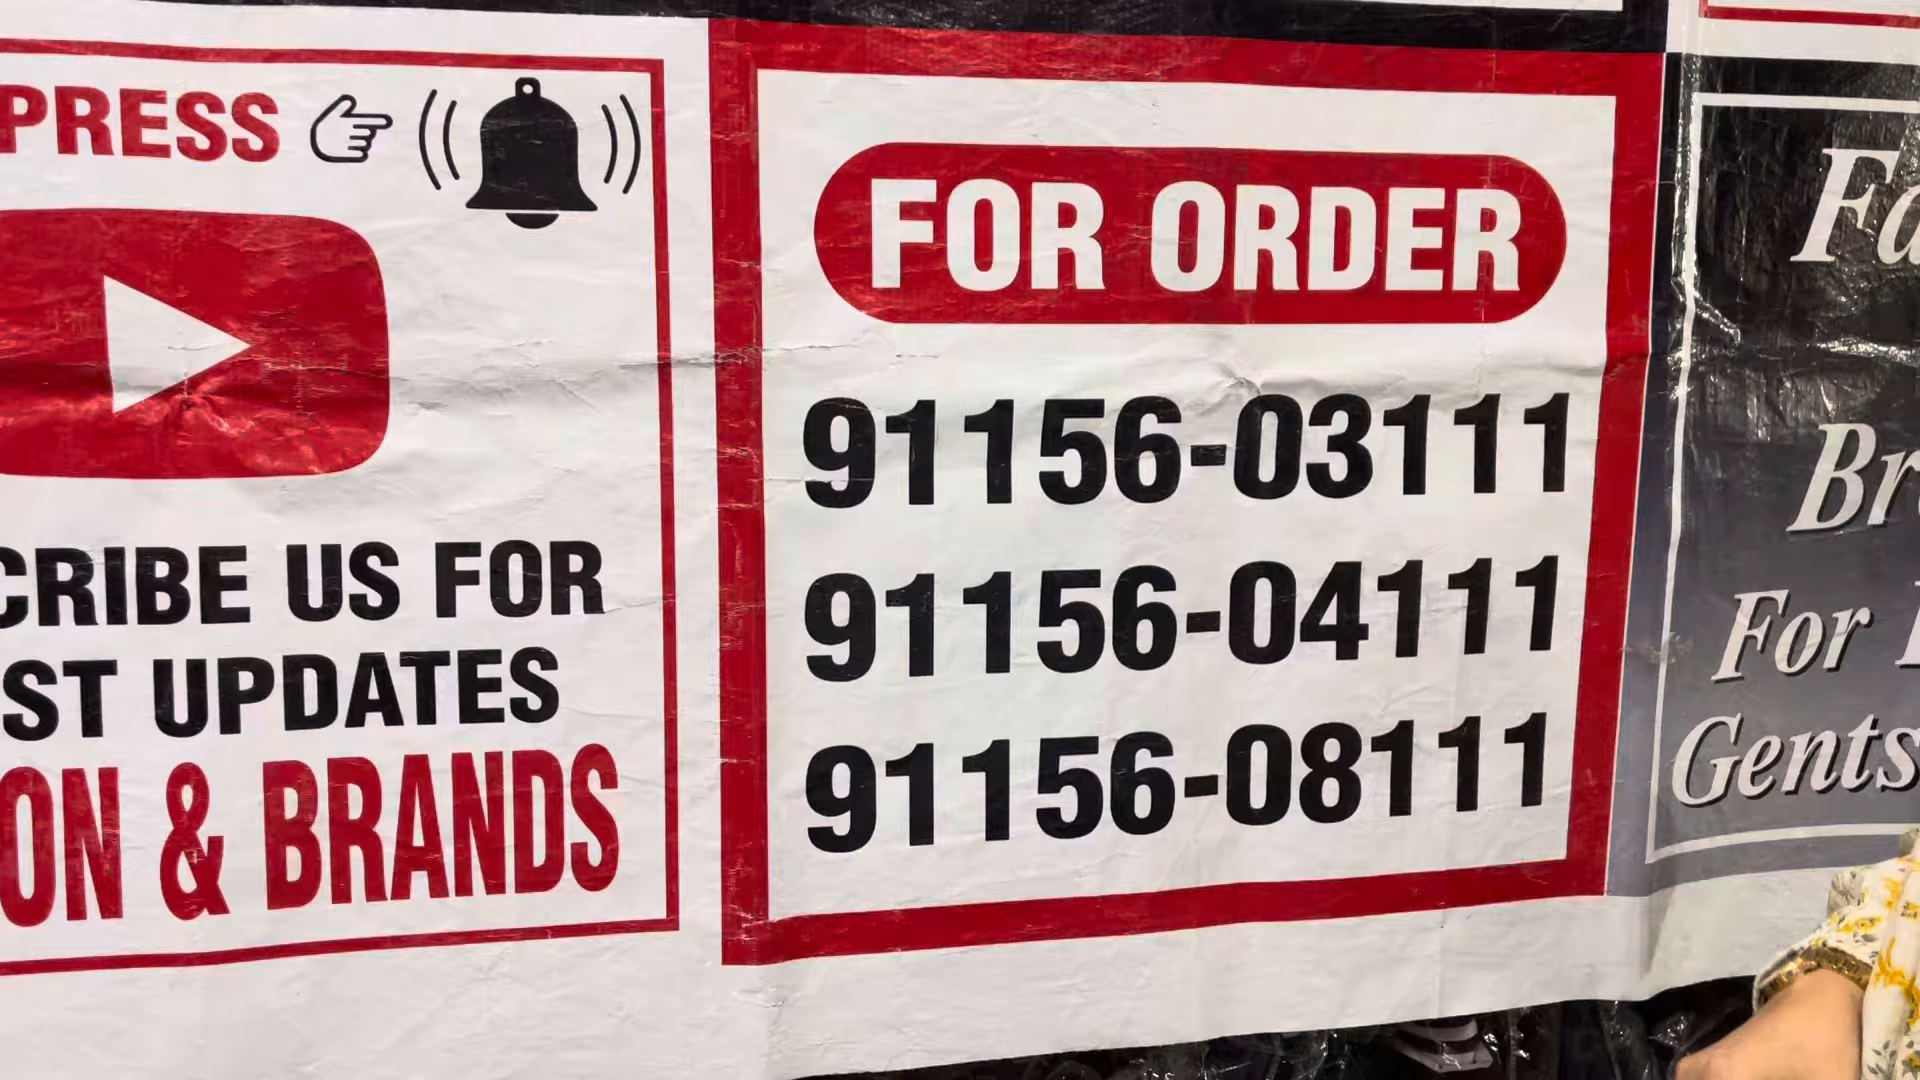 PRESS
CRIBE US FOR
ST UPDATES
ON & BRANDS
FOR ORDER
91156-03111
91156-04111
91156-08111
Fa
Br
For
Gents